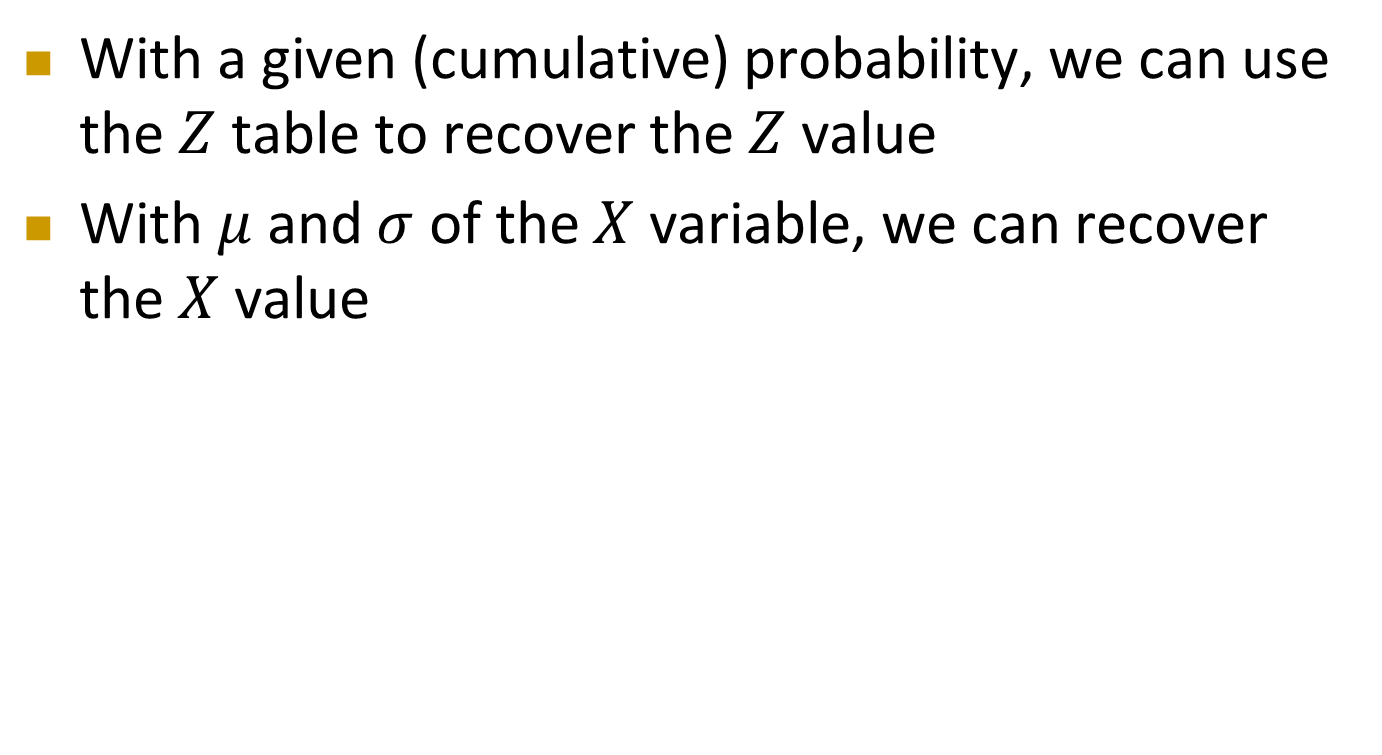 With a given (cumulative) probability, we can use
the Z table to recover the Z value
With μ and σ of the X variable, we can recover
the X value